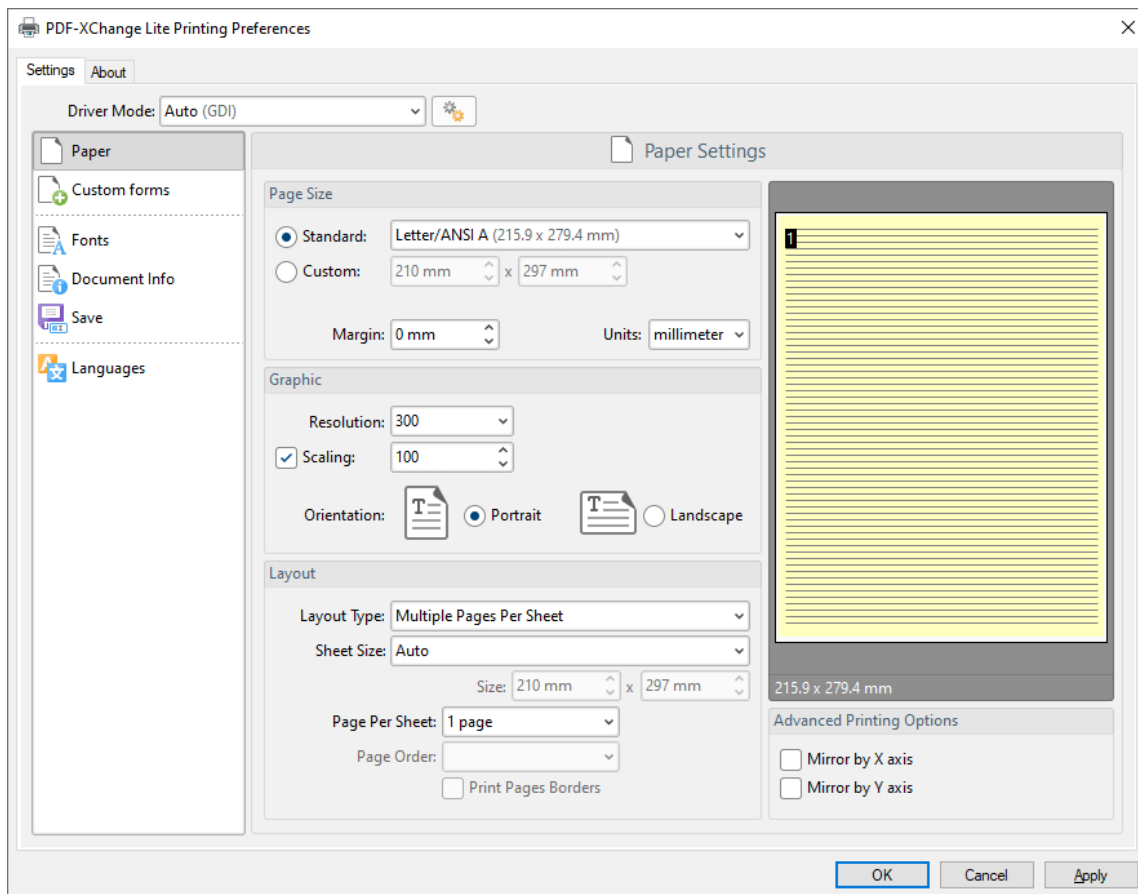 PDF-XChange Lite Printing Preferences
Settings About
Driver Mode: Auto (GDI)
Paper
Custom forms
Fonts
Document Info
Save
Languages
Paper Settings
Page Size
Standard: Letter/ANSI A (215.9 x 279.4 mm)
Custom: 210 mm x 297 mm
Margin: 0 mm Units: millimeter
Graphic
Resolution: 300
Scaling: 100
Orientation: T Portrait T Landscape
Layout
Layout Type: Multiple Pages Per Sheet
Sheet Size: Auto
Size: 210 mm x 297 mm
Page Per Sheet: 1 page
Page Order:
Print Pages Borders
1
215.9 x 279.4 mm
Advanced Printing Options
Mirror by X axis
Mirror by Y axis
OK Cancel Apply